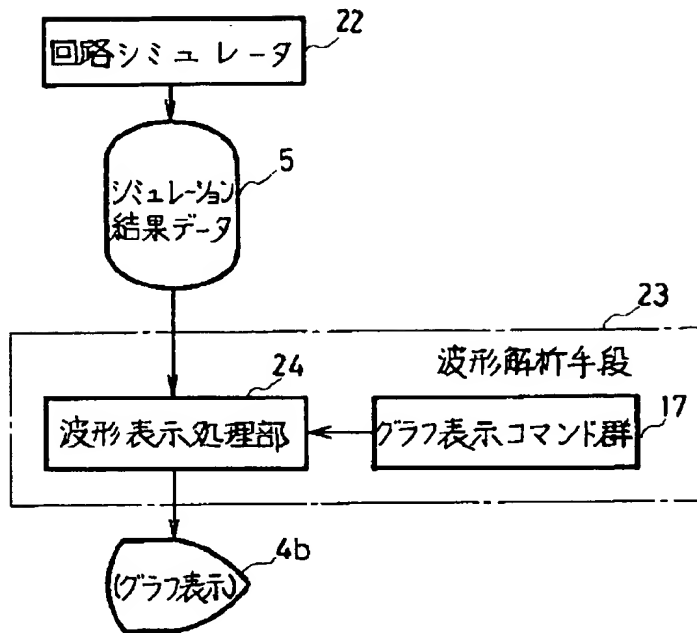 22
回路シミュレータ
5
シミュレーション
結果データ
23
波形解析手段
24
17
波形表示処理部
グラフ表示コマンド群
4b
(グラフ表示)